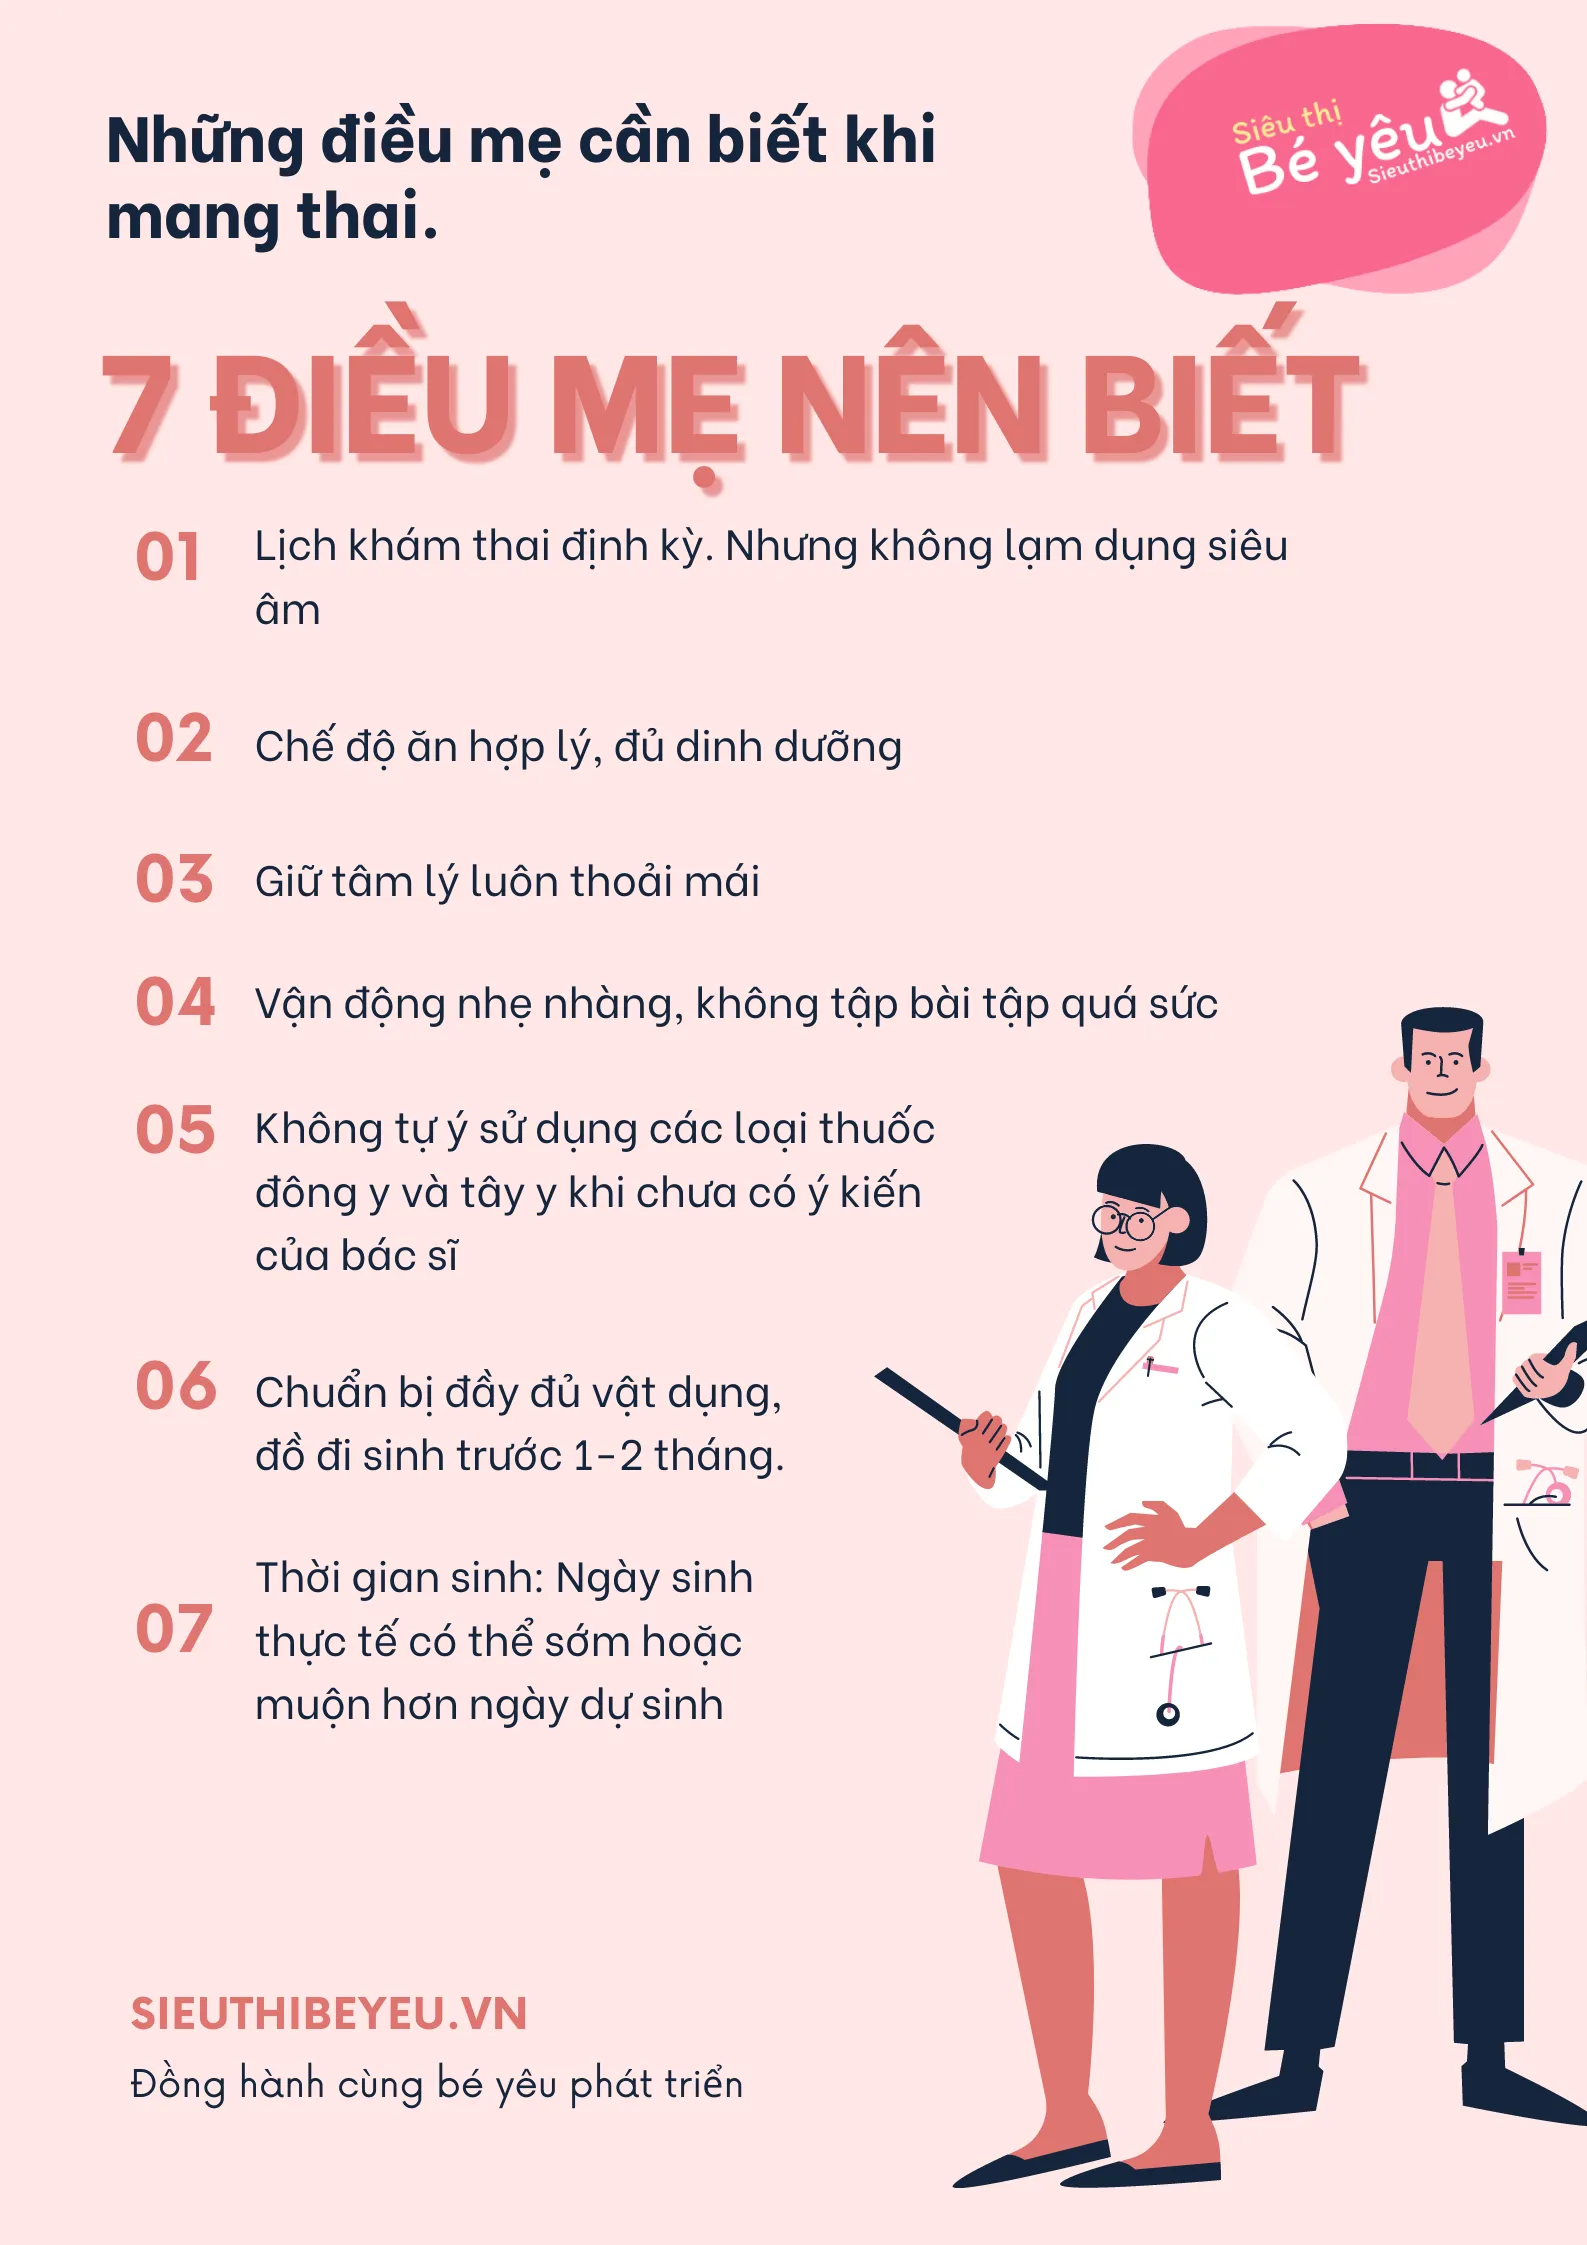 Những điều mẹ cần biết khi
mang thai.
Siêu thị
Bé yêu
Sieuthibeyeu.vn
7 ĐIỀU MẸ NÊN BIẾT
01 Lịch khám thai định kỳ. Nhưng không lạm dụng siêu
âm
02 Chế độ ăn hợp lý, đủ dinh dưỡng
03 Giữ tâm lý luôn thoải mái
04 Vận động nhẹ nhàng, không tập bài tập quá sức
05 Không tự ý sử dụng các loại thuốc
đông y và tây y khi chưa có ý kiến
của bác sĩ
06 Chuẩn bị đầy đủ vật dụng,
đồ đi sinh trước 1-2 tháng.
Thời gian sinh: Ngày sinh
07 thực tế có thể sớm hoặc
muộn hơn ngày dự sinh
SIEUTHIBEYEU.VN
Đồng hành cùng bé yêu phát triển